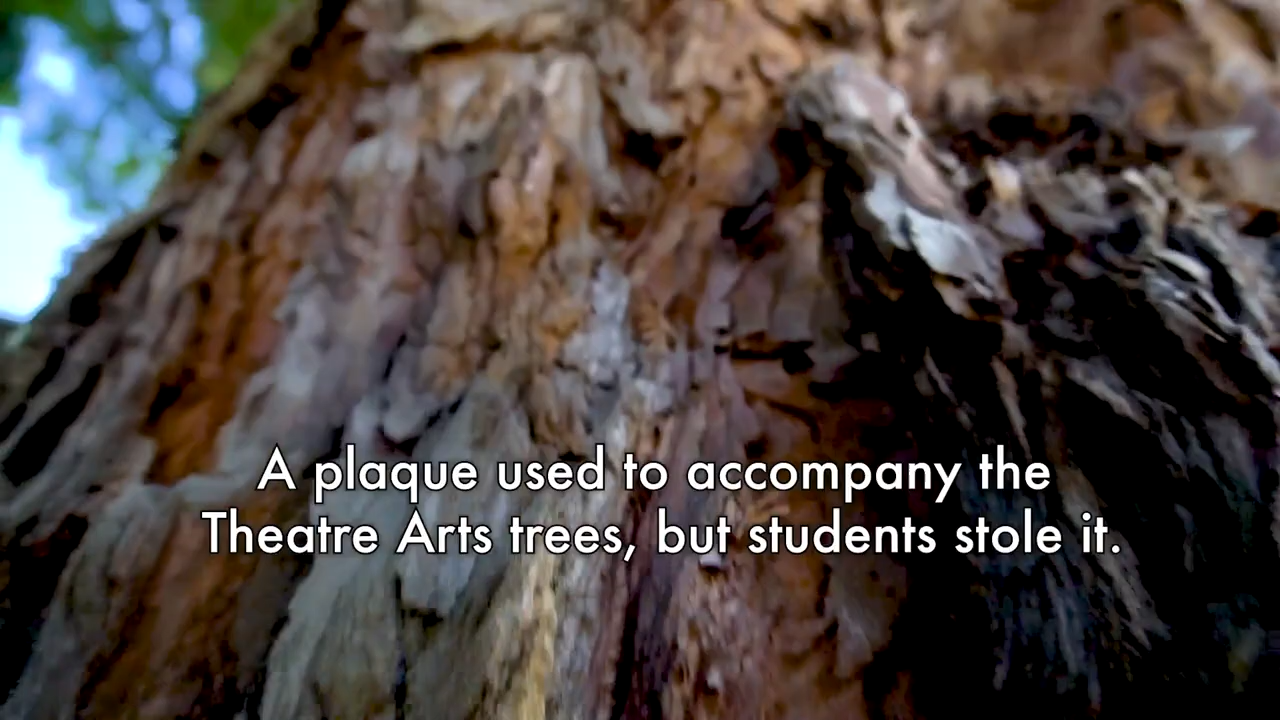 A plaque used to accompany the
Theatre Arts trees, but students stole it.